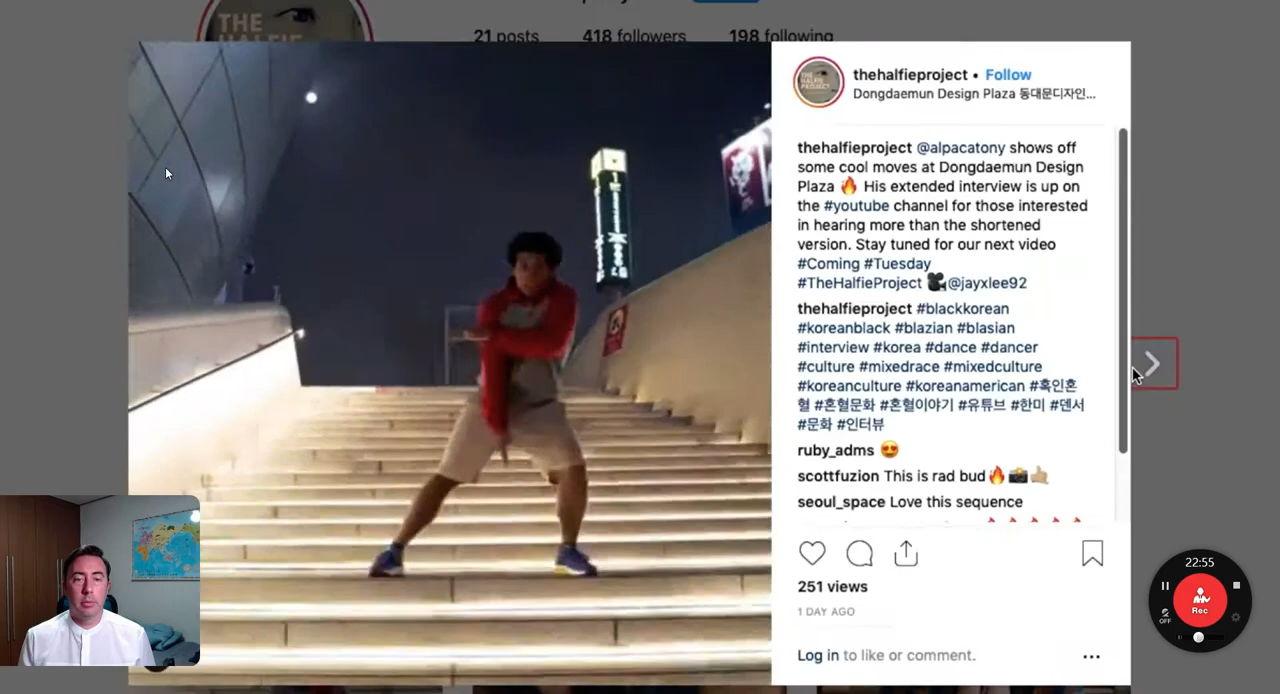 THE
21 posts 418 followers 198 following
thehalfieproject • Follow
Dongdaemun Design Plaza 동대문디자인...
thehalfieproject @alpacatony shows off
some cool moves at Dongdaemun Design
Plaza 🔥 His extended interview is up on
the #youtube channel for those interested
in hearing more than the shortened
version. Stay tuned for our next video
#Coming #Tuesday
#TheHalfieProject 🎥@jayxlee92
thehalfieproject #blackkorean
#koreanblack #blazian #blasian
#interview #korea #dance #dancer
#culture #mixedrace #mixedculture
#koreanculture #koreanamerican #흑인혼
혈 #혼혈문화 #혼혈이야기 #유튜브 #한미 #덴서
#문화 #인터뷰
ruby_adms 😍
scottfuzion This is rad bud🔥📸🤙🏼
seoul_space Love this sequence
251 views
1 DAY AGO
Log in to like or comment.
22:55
Rec
OFF